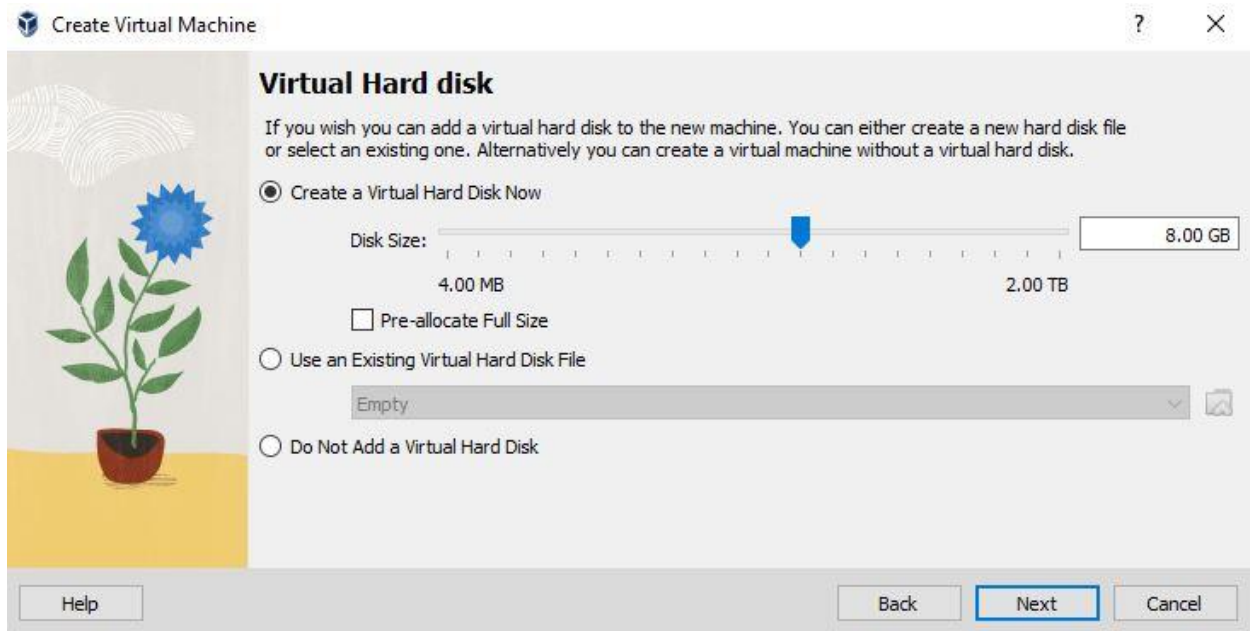 Create Virtual Machine
?
Virtual Hard disk
If you wish you can add a virtual hard disk to the new machine. You can either create a new hard disk file
or select an existing one. Alternatively you can create a virtual machine without a virtual hard disk.
Create a Virtual Hard Disk Now
Disk Size:
8.00 GB
4.00 MB
2.00 TB
Pre-allocate Full Size
Use an Existing Virtual Hard Disk File
Empty
Do Not Add a Virtual Hard Disk
Help
Back
Next
Cancel